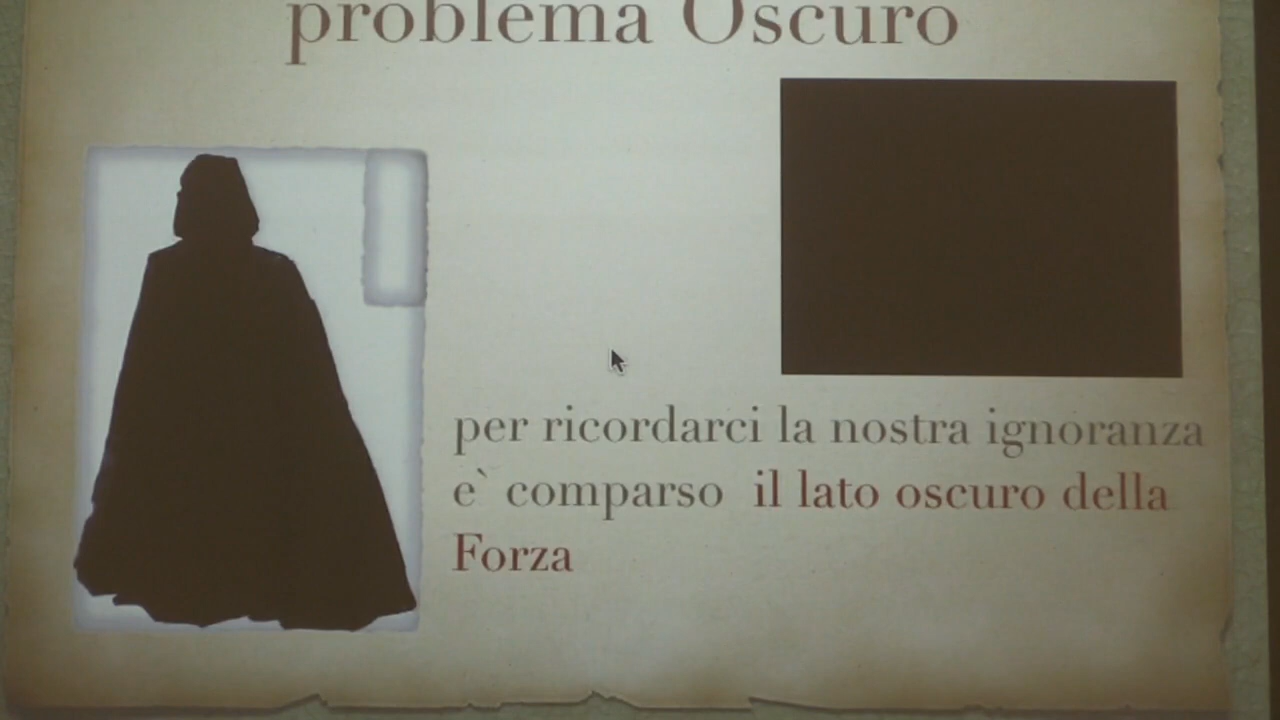 problema Oscuro
per ricordarci la nostra ignoranza
e` comparso il lato oscuro della
Forza